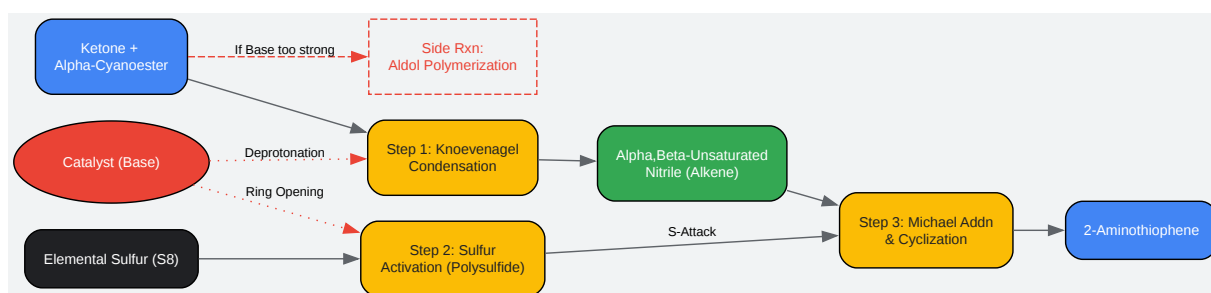 Ketone +
Alpha-Cyanoester
If Base too strong
Side Rxn:
Aldol Polymerization
Catalyst (Base)
Deprotonation
Ring Opening
Step 1: Knoevenagel
Condensation
Alpha,Beta-Unsaturated
Nitrile (Alkene)
Elemental Sulfur (S8)
Step 2: Sulfur
Activation (Polysulfide)
S-Attack
Step 3: Michael Addn
& Cyclization
2-Aminothiophene